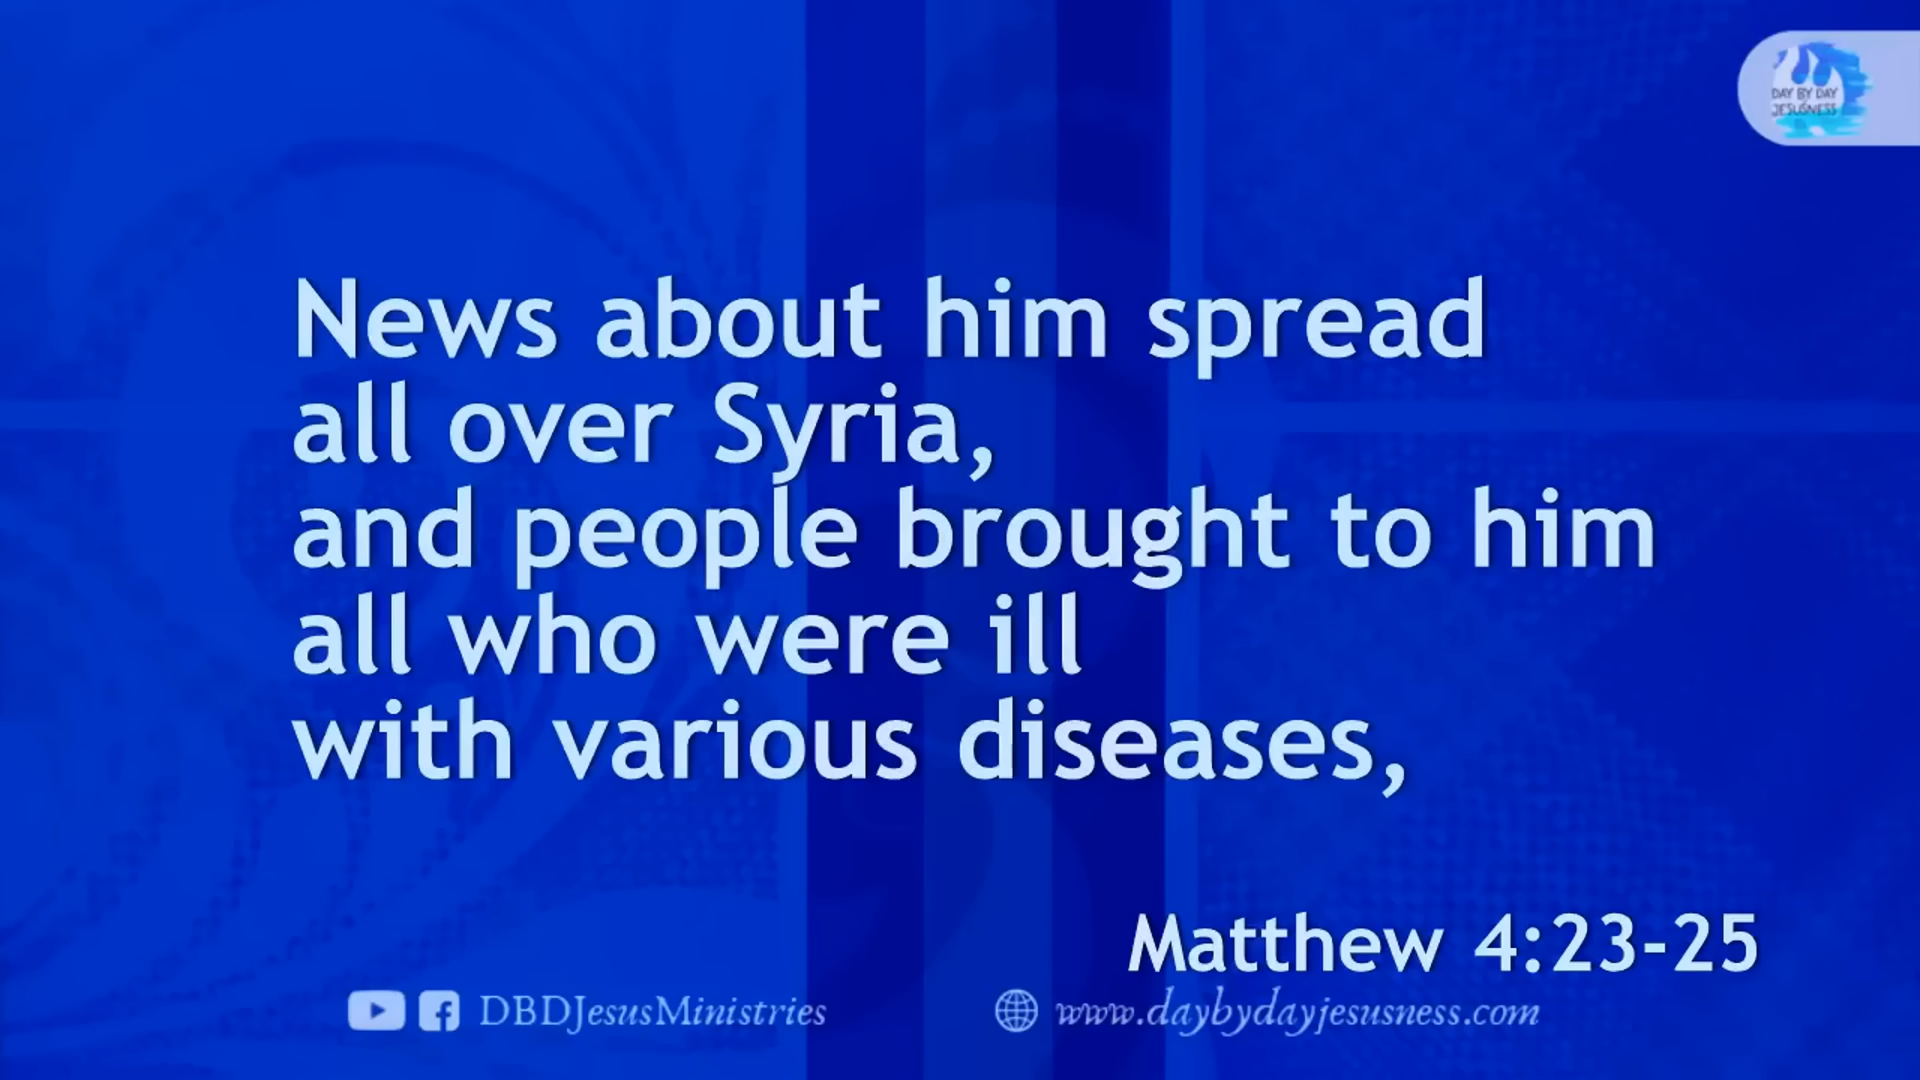 DAY BY DAY
JESUSNESS
News about him spread
all over Syria,
and people brought to him
all who were ill
with various diseases,
Matthew 4:23-25
DBDJesusMinistries
www.daybydayjesusness.com